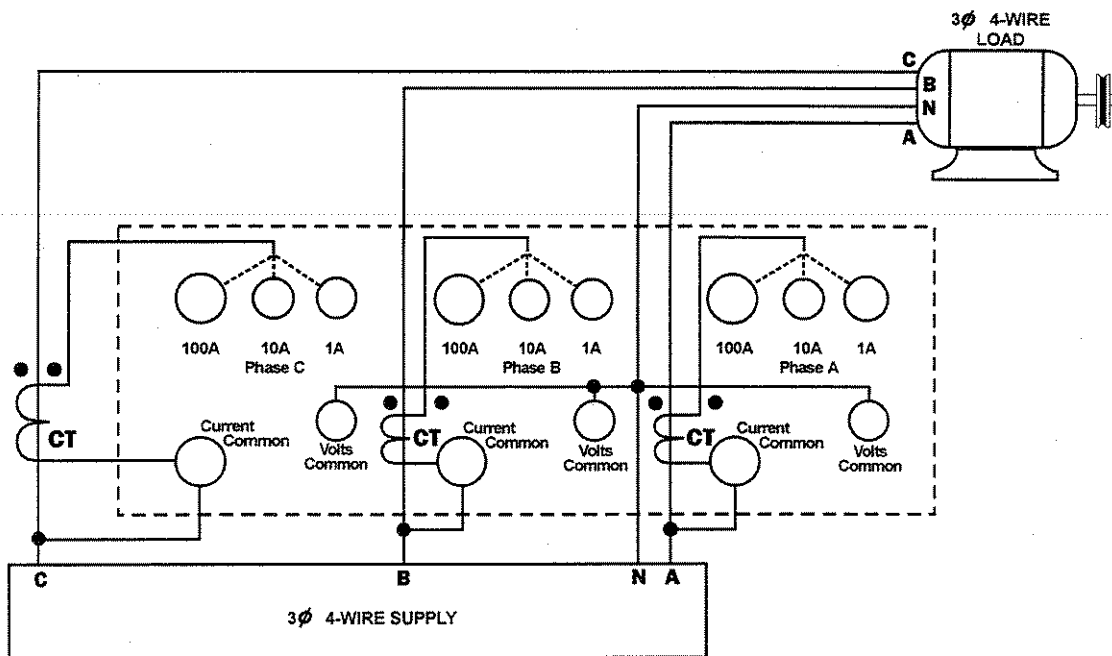 3Ø 4-WIRE
LOAD
C
B
N
A
100A 10A 1A
Phase C
100A 10A 1A
Phase B
100A 10A 1A
Phase A
CT
Current
Common
Volts
Common
CT
Current
Common
Volts
Common
CT
Current
Common
Volts
Common
C B N A
3Ø 4-WIRE SUPPLY